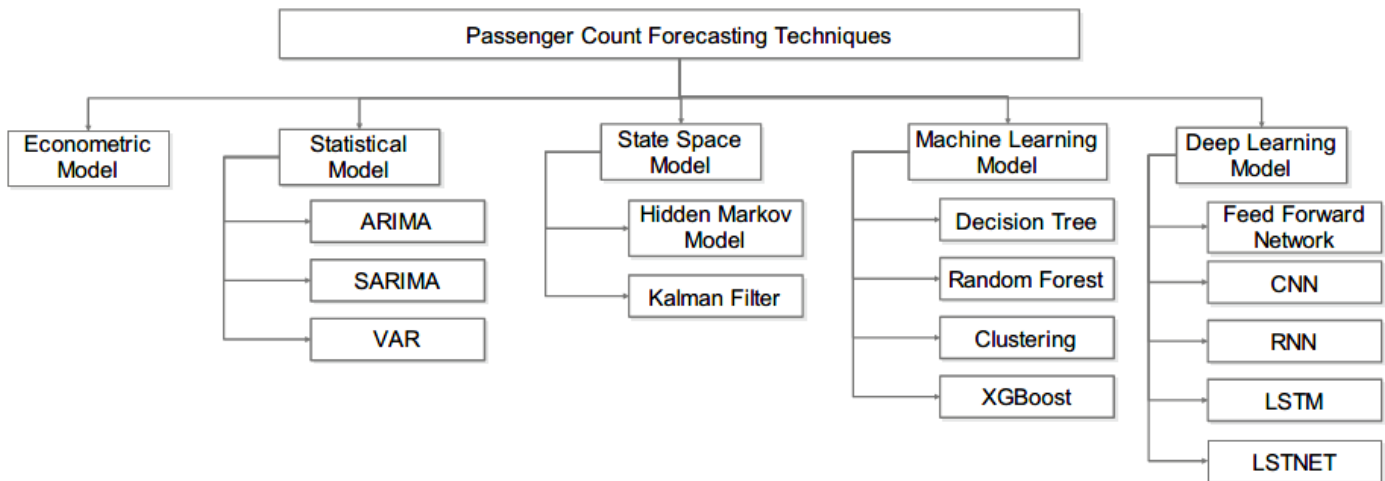 Passenger Count Forecasting Techniques
Econometric
Model
Statistical
Model
ARIMA
SARIMA
VAR
State Space
Model
Hidden Markov
Model
Kalman Filter
Machine Learning
Model
Decision Tree
Random Forest
Clustering
XGBoost
Deep Learning
Model
Feed Forward
Network
CNN
RNN
LSTM
LSTNET